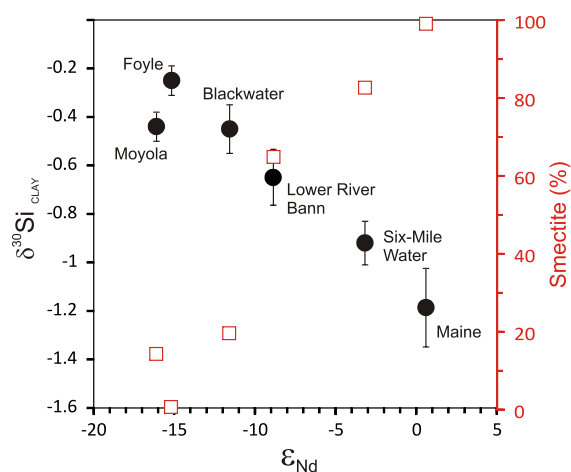 -0.2
-0.4
-0.6
-0.8
-1
-1.2
-1.4
-1.6
δ³⁰Si CLAY
Foyle
Moyola
Blackwater
Lower River
Bann
Six-Mile
Water
Maine
100
80
60
40
20
0
Smectite (%)
-20
-15
-10
-5
0
5
εNd